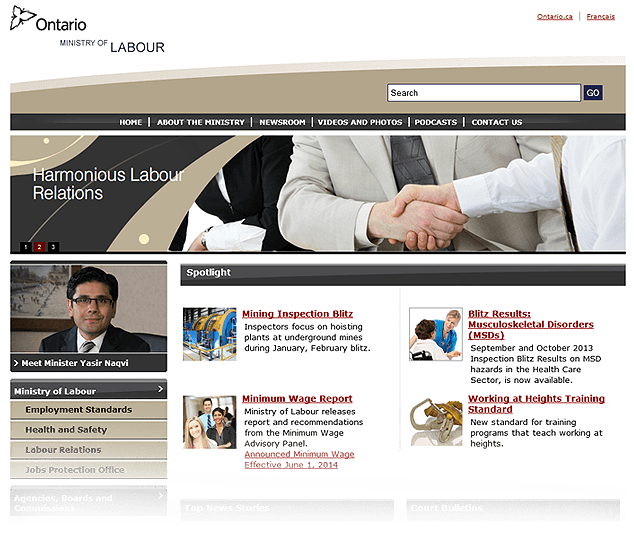 Ontario
MINISTRY OF LABOUR
Ontario.ca | Français
Search
GO
HOME | ABOUT THE MINISTRY | NEWSROOM | VIDEOS AND PHOTOS | PODCASTS | CONTACT US
Harmonious Labour
Relations
1 2 3
> Meet Minister Yasir Naqvi
Ministry of Labour >
Employment Standards
Health and Safety
Labour Relations
Jobs Protection Office
Agencies, Boards and >
Commissions
Spotlight
Mining Inspection Blitz
Inspectors focus on hoisting
plants at underground mines
during January, February blitz.
Blitz Results:
Musculoskeletal Disorders
(MSDs)
September and October 2013
Inspection Blitz Results on MSD
hazards in the Health Care
Sector, is now available.
Minimum Wage Report
Ministry of Labour releases
report and recommendations
from the Minimum Wage
Advisory Panel.
Announced Minimum Wage
Effective June 1, 2014
Working at Heights Training
Standard
New standard for training
programs that teach working at
heights.
Top News Stories
Court Bulletins